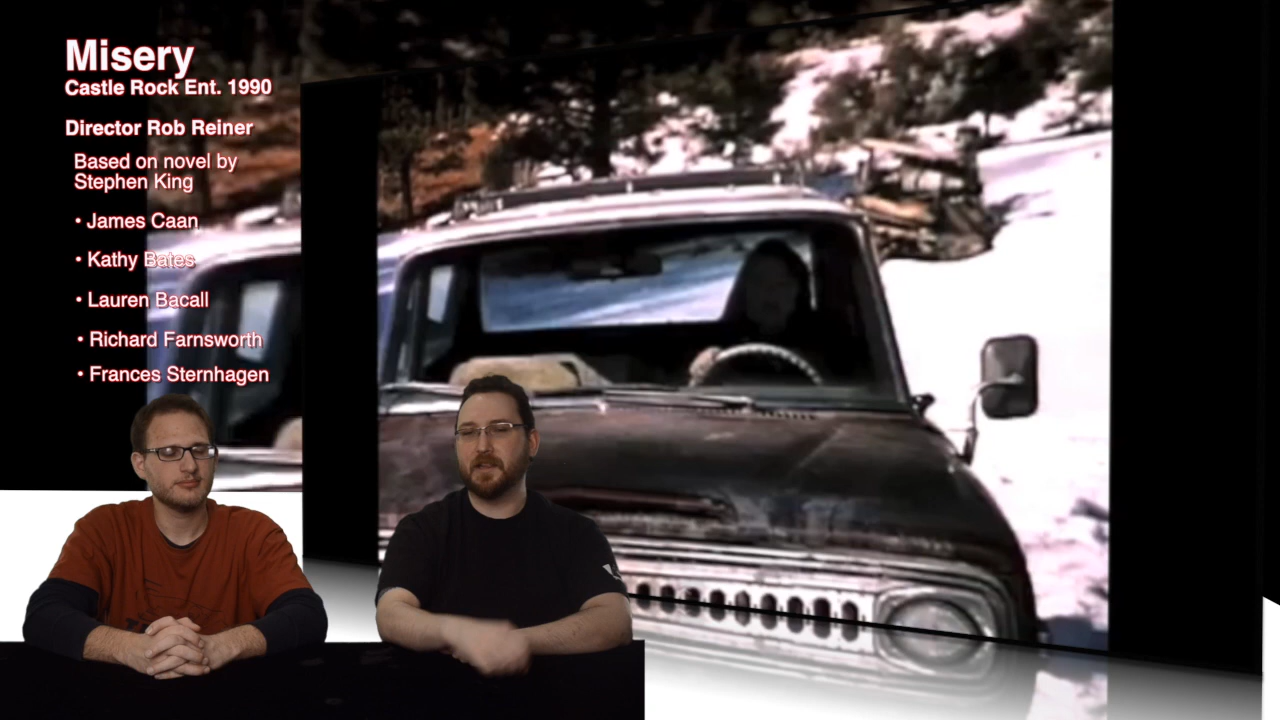 Misery
Castle Rock Ent. 1990
Director Rob Reiner
Based on novel by
Stephen King
• James Caan
• Kathy Bates
• Lauren Bacall
• Richard Farnsworth
• Frances Sternhagen